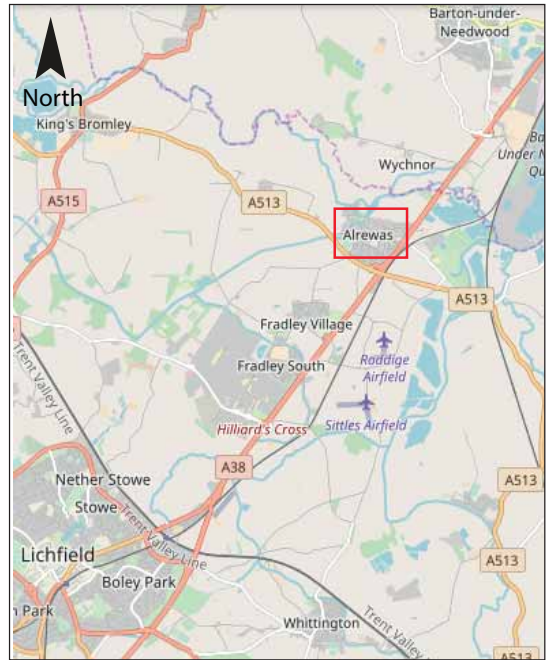 Barton-under-
Needwood
North
King's Bromley
Wychnor
Ba
Under N
Qu
A515
A513
Alrewas
A513
Fradley Village
Roddige
Airfield
Fradley South
Trent Valley Line
Sittles Airfield
Hilliard's Cross
A38
A513
Nether Stowe
Stowe
Trent Valley Line
Lichfield
A513
Boley Park
n Park
Whittington
Trent Valley
A513